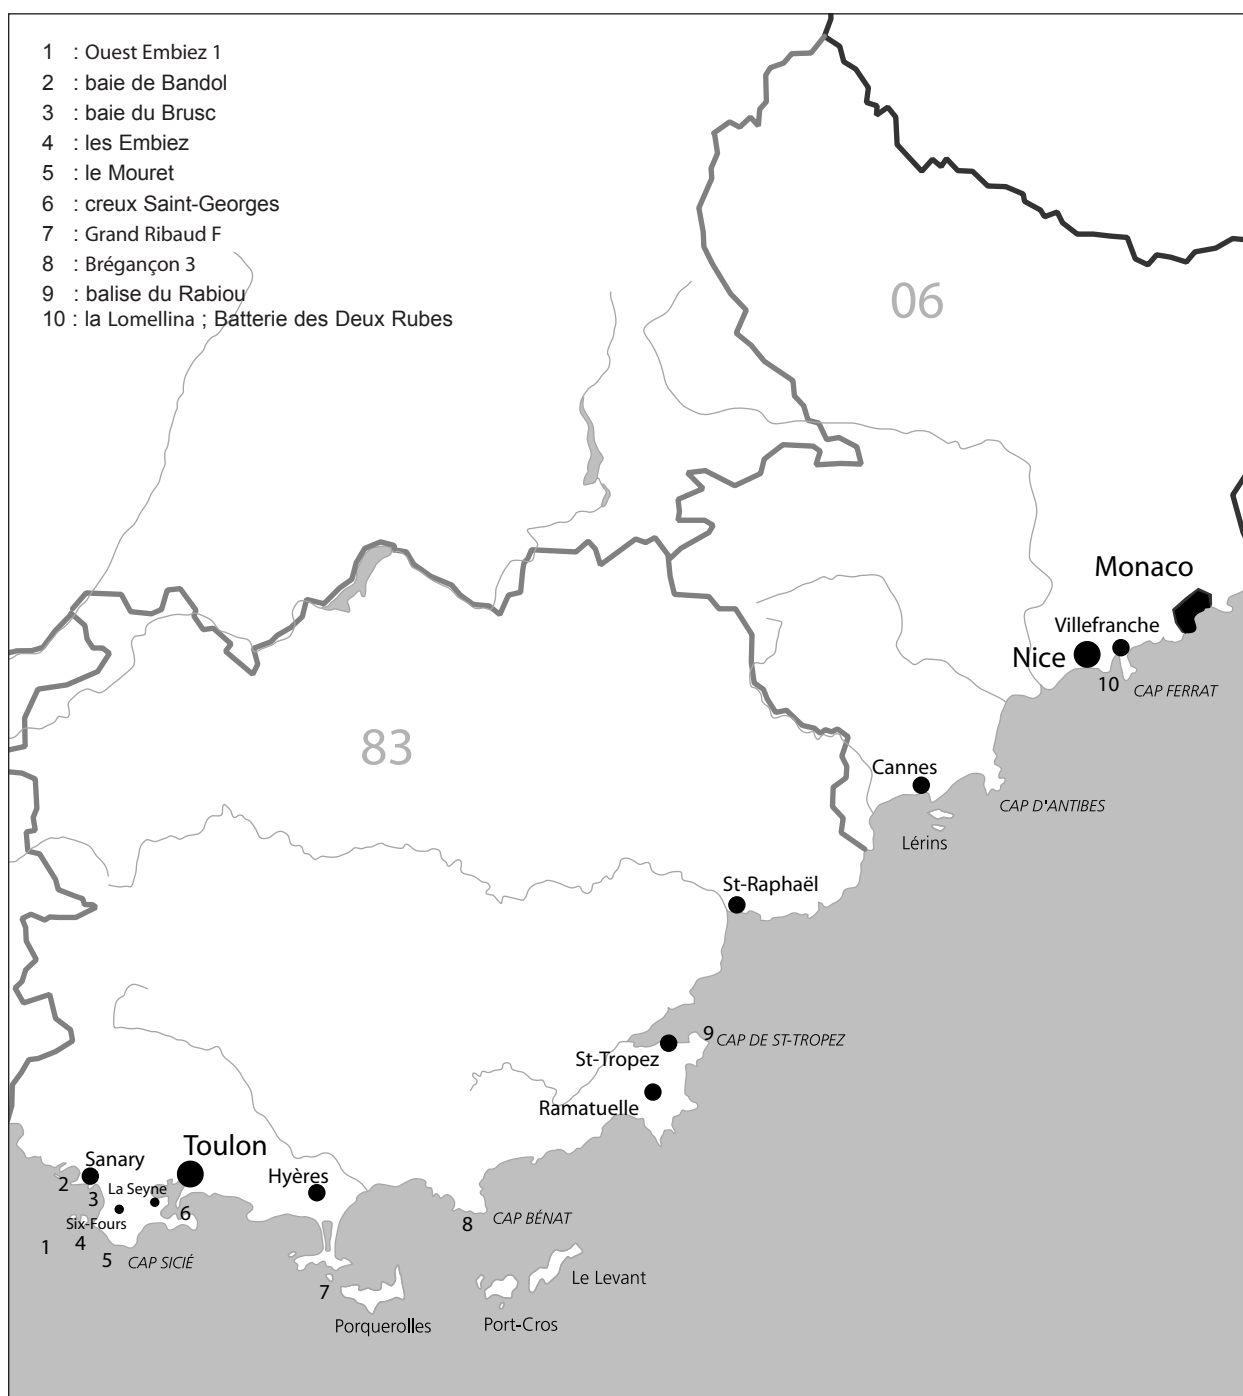 1 : Ouest Embiez 1
2 : baie de Bandol
3 : baie du Brusc
4 : les Embiez
5 : le Mouret
6 : creux Saint-Georges
7 : Grand Ribaud F
8 : Brégançon 3
9 : balise du Rabiou
10 : la Lomellina ; Batterie des Deux Rubes
06
Monaco
Villefranche
Nice
10
CAP FERRAT
83
Cannes
CAP D'ANTIBES
Lérins
St-Raphaël
9
CAP DE ST-TROPEZ
St-Tropez
Ramatuelle
Toulon
Sanary
Hyères
2
La Seyne
3
6
Six-Fours
8
CAP BÉNAT
1
4
5
CAP SICIÉ
Le Levant
7
Porquerolles
Port-Cros